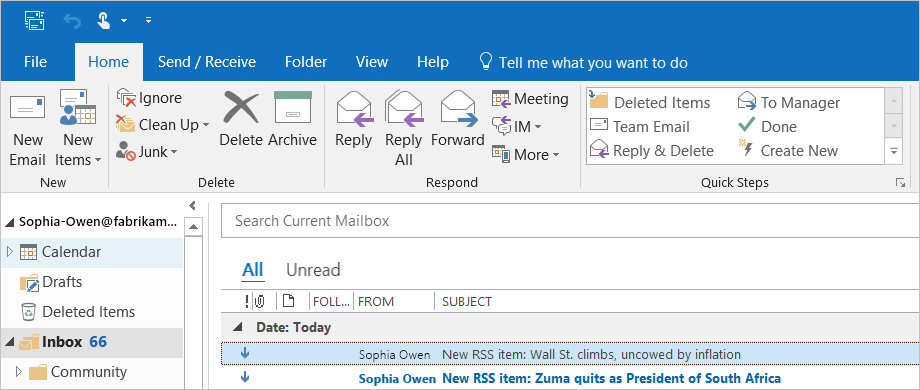 File Home Send / Receive Folder View Help Tell me what you want to do
New Email
New Items
Ignore
Clean Up
Junk
Delete
Archive
Reply
Reply All
Forward
Meeting
IM
More
Deleted Items
Team Email
Reply & Delete
To Manager
Done
Create New
New Delete Respond Quick Steps
Sophia-Owen@fabrikam...
Calendar
Drafts
Deleted Items
Inbox 66
Community
Search Current Mailbox
All Unread
! FOLL... FROM SUBJECT
Date: Today
Sophia Owen New RSS item: Wall St. climbs, uncowed by inflation
Sophia Owen New RSS item: Zuma quits as President of South Africa